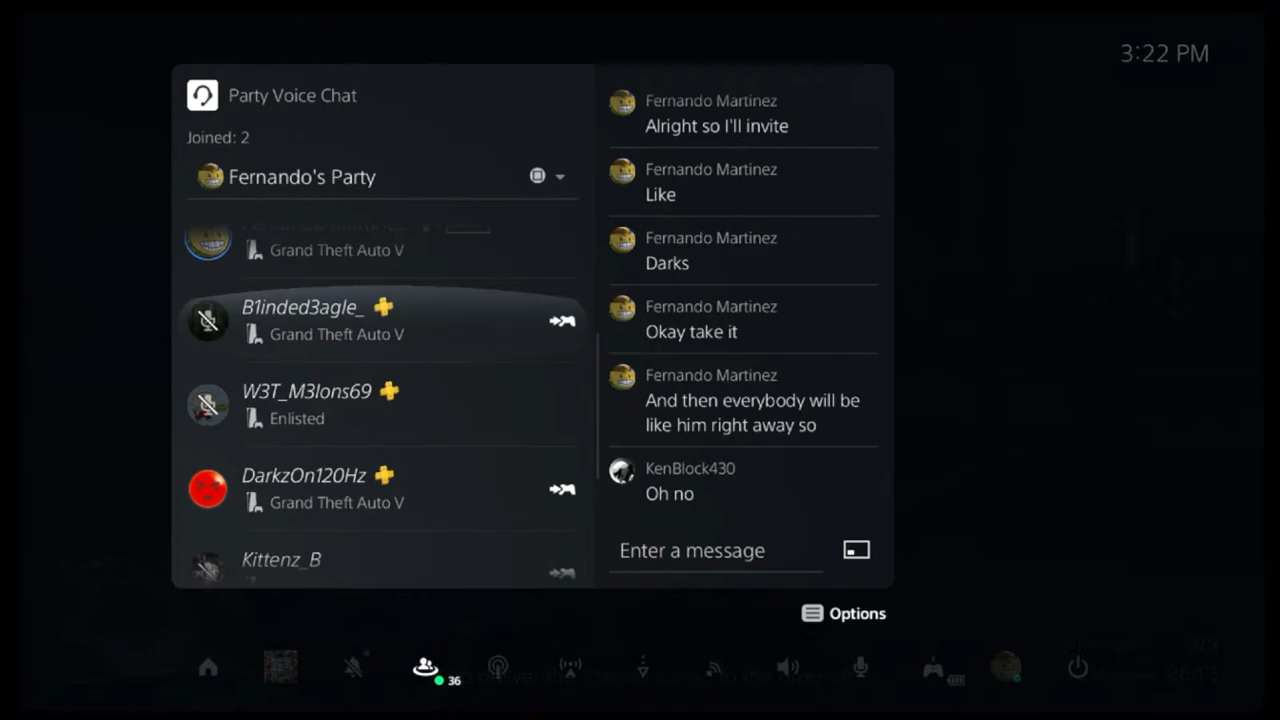 3:22 PM
Party Voice Chat
Joined: 2
Fernando's Party
Grand Theft Auto V
B1inded3agle_
Grand Theft Auto V
W3T_M3lons69
Enlisted
DarkzOn120Hz
Grand Theft Auto V
Kittenz_B
Fernando Martinez
Alright so I'll invite
Fernando Martinez
Like
Fernando Martinez
Darks
Fernando Martinez
Okay take it
Fernando Martinez
And then everybody will be
like him right away so
KenBlock430
Oh no
Enter a message
Options
36